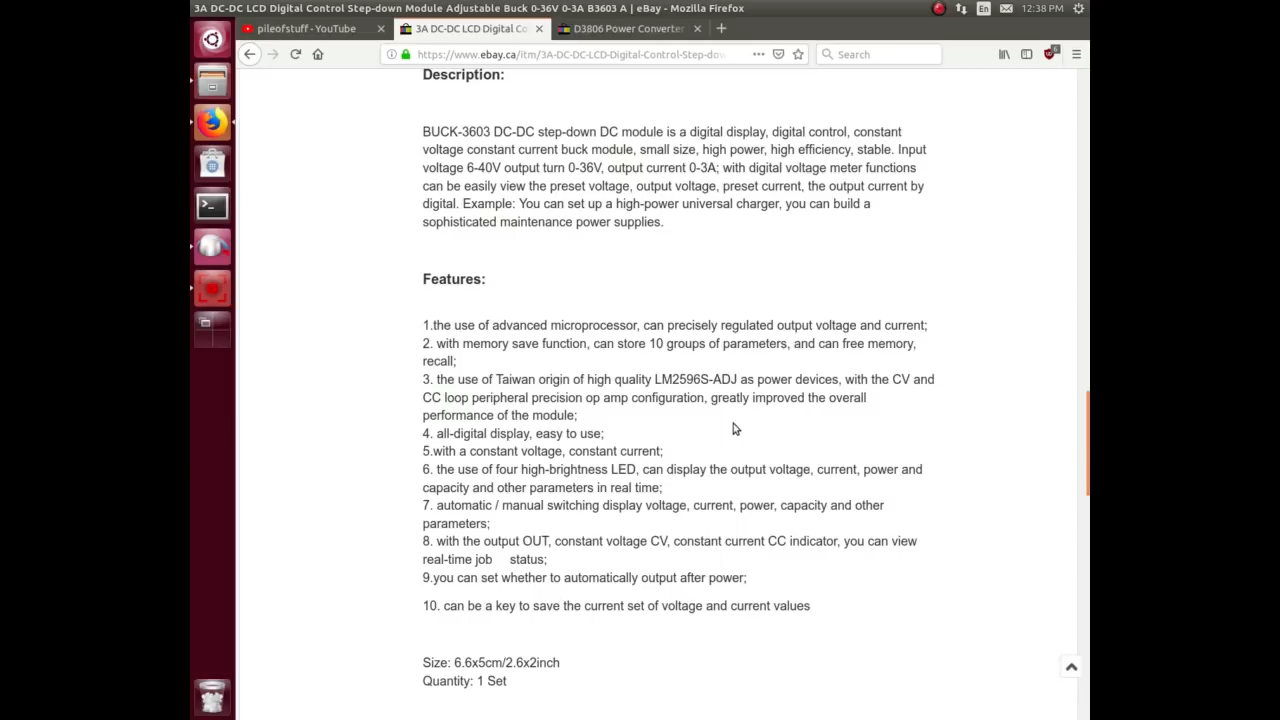 3A DC-DC LCD Digital Control Step-down Module Adjustable Buck 0-36V 0-3A B3603 A | eBay - Mozilla Firefox
En
12:38 PM
pileofstuff - YouTube
3A DC-DC LCD Digital Co
D3806 Power Converter
https://www.ebay.ca/itm/3A-DC-DC-LCD-Digital-Control-Step-dow
Search
6
Description:
BUCK-3603 DC-DC step-down DC module is a digital display, digital control, constant
voltage constant current buck module, small size, high power, high efficiency, stable. Input
voltage 6-40V output turn 0-36V, output current 0-3A; with digital voltage meter functions
can be easily view the preset voltage, output voltage, preset current, the output current by
digital. Example: You can set up a high-power universal charger, you can build a
sophisticated maintenance power supplies.
Features:
1.the use of advanced microprocessor, can precisely regulated output voltage and current;
2. with memory save function, can store 10 groups of parameters, and can free memory,
recall;
3. the use of Taiwan origin of high quality LM2596S-ADJ as power devices, with the CV and
CC loop peripheral precision op amp configuration, greatly improved the overall
performance of the module;
4. all-digital display, easy to use;
5.with a constant voltage, constant current;
6. the use of four high-brightness LED, can display the output voltage, current, power and
capacity and other parameters in real time;
7. automatic / manual switching display voltage, current, power, capacity and other
parameters;
8. with the output OUT, constant voltage CV, constant current CC indicator, you can view
real-time job status;
9.you can set whether to automatically output after power;
10. can be a key to save the current set of voltage and current values
Size: 6.6x5cm/2.6x2inch
Quantity: 1 Set